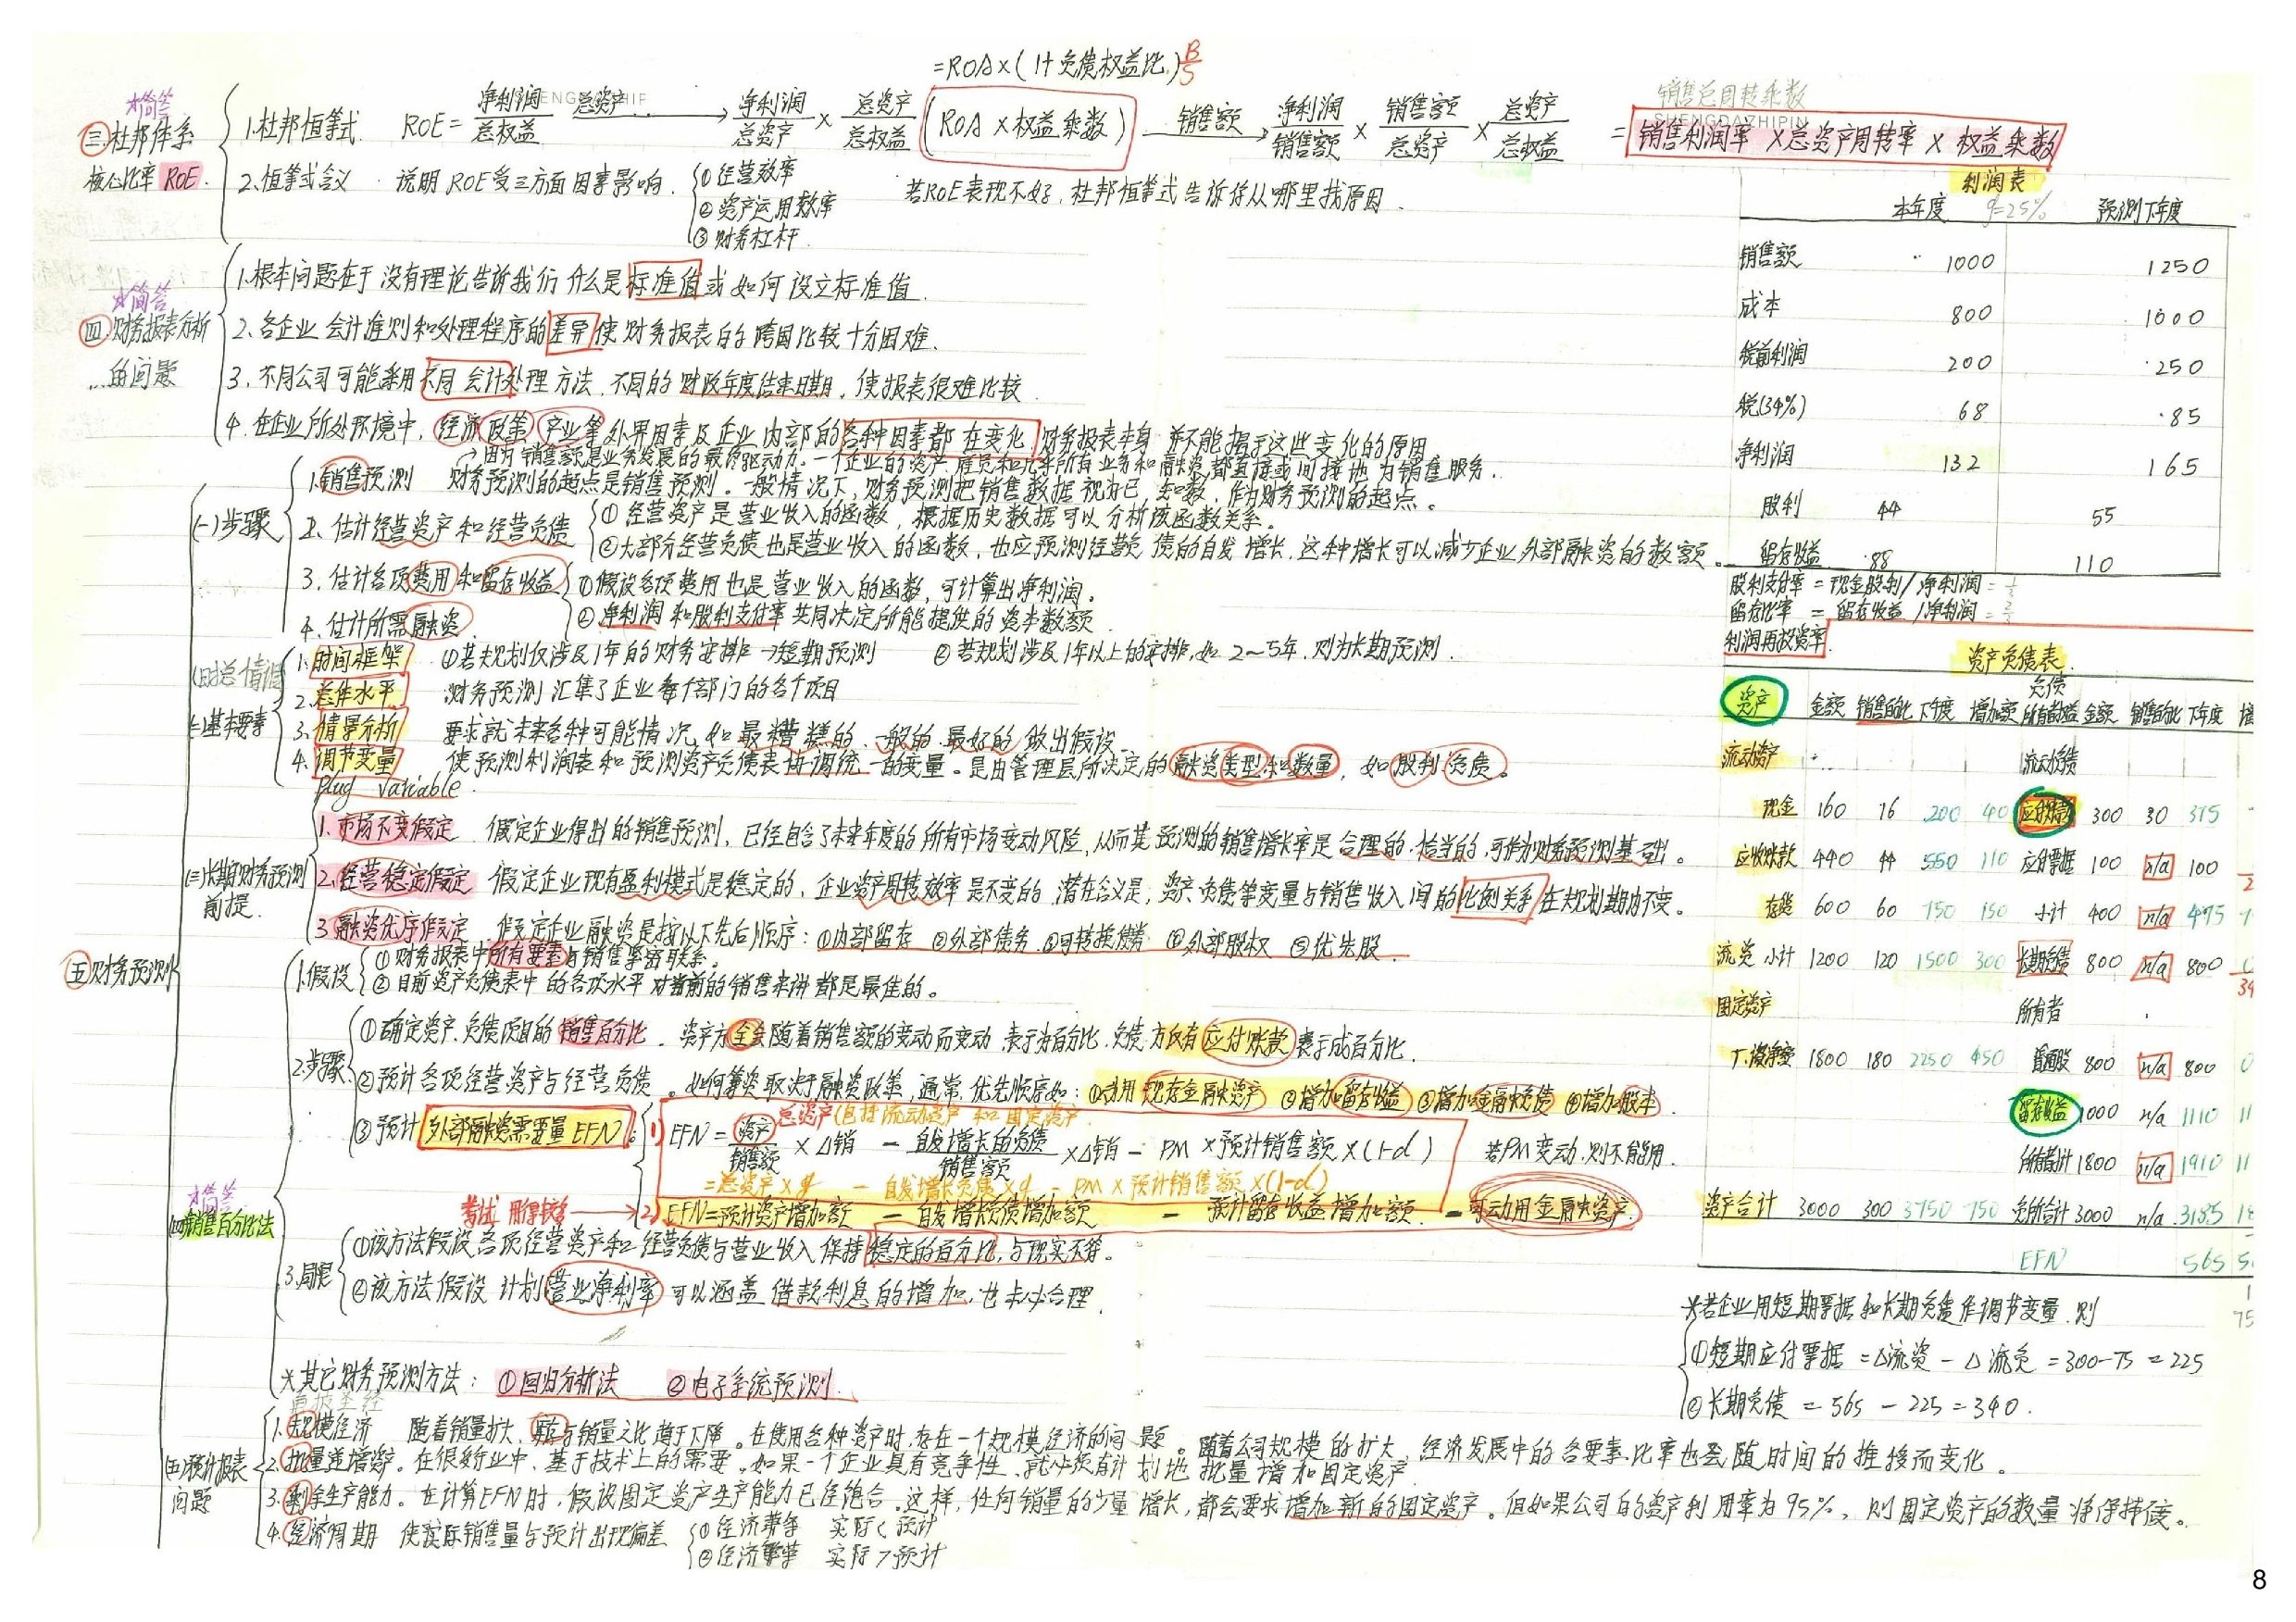 =ROA×(1+负债权益比) B/S
*简答
三.杜邦体系
核心比率 ROE.
1.杜邦恒等式. ROE= 净利润/总权益 总资产→ 净利润/总资产 × 总资产/总权益 (ROA×权益乘数) 销售额→ 净利润/销售额 × 销售额/总资产 × 总资产/总权益 = 销售利润率×总资产周转率×权益乘数
销售总周转乘数
SHENGDAZHIPIN
2.恒等式含义. 说明ROE受三方面因素影响.
①经营效率
②资产运用效率
③财务杠杆.
若ROE表现不好,杜邦恒等式告诉你从哪里找原因.
*简答
四.财务报表分析
的问题
1.根本问题在于没有理论告诉我们什么是标准值或如何设立标准值.
2.各企业会计准则和处理程序的差异使财务报表的跨国比较十分困难.
3.不同公司可能采用不同会计处理方法,不同的财政年度结束日期,使报表很难比较
4.在企业所处环境中,经济政策产业等外界因素及企业内部的各种因素都在变化,财务报表本身并不能揭示这些变化的原因
五.财务预测
(一)步骤
→因为销售额是业务发展的最终驱动力.一个企业的资产.雇员和几乎所有业务和融资,都直接或间接地为销售服务.
1.销售预测 财务预测的起点是销售预测。一般情况下,财务预测把销售数据视为已知数,作为财务预测的起点。
2.估计经营资产和经营负债
①经营资产是营业收入的函数,根据历史数据可以分析该函数关系。
②大部分经营负债也是营业收入的函数,也应预测经营负债的自发增长,这种增长可以减少企业外部融资的数额。
3.估计各项费用和留存收益
①假设各项费用也是营业收入的函数,可计算出净利润。
②净利润和股利支付率共同决定所能提供的资本数额
4.估计所需融资.
(时总情调)
(二)基本要素
1.时间框架 ①若规划仅涉及1年的财务安排→短期预测 ②若规划涉及1年以上的安排,如2~5年,则为长期预测.
2.总体水平 财务预测汇集了企业每个部门的各个项目
3.情景分析 要求就未来各种可能情况,如最糟糕的.一般的.最好的做出假设.
4.调节变量 使预测利润表和预测资产负债表协调统一的变量。是由管理层所决定的融资类型和数量,如股利.负债。
plug variable.
(三)长期财务预测
前提.
1.市场不变假定 假定企业得出的销售预测,已经包含了未来年度的所有市场变动风险,从而其预测的销售增长率是合理的.恰当的,可作为财务预测基础。
2.经营稳定假定 假定企业现有盈利模式是稳定的,企业资产周转效率是不变的.潜在含义是,资产.负债等变量与销售收入间的比例关系在规划期内不变。
3.融资优序假定 假定企业融资是按以下先后顺序:①内部留存 ②外部债务 ③可转换债券 ④外部股权 ⑤优先股.
*简答
(四)销售百分比法
1.假设
①财务报表中所有要素与销售紧密联系。
②目前资产负债表中的各项水平对当前的销售来讲都是最佳的。
2.步骤
①确定资产.负债项目的销售百分比. 资产方全会随着销售额的变动而变动,表示为百分比.负债方仅有应付账款表示成百分比.
②预计各项经营资产与经营负债。如何筹资取决于融资政策,通常,优先顺序如:①动用现存金融资产 ②增加留存收益 ③增加金融负债 ④增加股本.
总资产(包括流动资产和固定资产
③预计外部融资需要量EFN: 1) EFN= 资产/销售额 ×Δ销 − 自发增长的负债/销售额 ×Δ销 − PM×预计销售额×(1-d) 若PM变动.则不能用.
=总资产×g − 自发增长负债×g − PM×预计销售额×(1-d)
考试用得较多→2) EFN=预计资产增加额 − 自发增长负债增加额 − 预计留存收益增加额. − 可动用金融资产.
3.局限
①该方法假设各项经营资产和经营负债与营业收入保持稳定的百分比,与现实不符。
②该方法假设计划营业净利率可以涵盖借款利息的增加,也未必合理.
*其它财务预测方法: ①回归分析法 ②电子系统预测.
(五)预计报表
问题
1.规模经济 随着销量扩大,与销量之比趋于下降。在使用各种资产时,存在一个规模经济的问题。随着公司规模的扩大,经济发展中的各要素比率也会随时间的推移而变化。
2.批量递增资产。在很多行业中,基于技术上的需要,如果一个企业具有竞争性,就必须有计划地批量增加固定资产.
3.剩余生产能力。在计算EFN时,假设固定资产生产能力已经饱合.这样,任何销量的少量增长,都会要求增加新的固定资产。但如果公司的资产利用率为95%,则固定资产的数量将保持不变。
4.经济周期 使实际销售量与预计出现偏差
①经济萧条 实际<预计
②经济繁荣 实际>预计
利润表
本年度 g=25% 预测下年度
销售额 1000 1250
成本 800 1000
税前利润 200 250
税(34%) 68 85
净利润 132 165
股利 44 55
留存收益 88 110
股利支付率=现金股利/净利润=
留存比率=留存收益/净利润=
利润再投资率.
资产负债表.
资产 金额 销售百比 下年度 增加额 负债所有者权益 金额 销售百比 下年度 增
流动资产 流动负债
现金 160 16 200 40 应付账款 300 30 375
应收账款 440 44 550 110 应付票据 100 n/a 100
存货 600 60 150 150 小计 400 n/a 475
流资小计 1200 120 1500 300 长期负债 800 n/a 800
固定资产 所有者
厂.设净额 1800 180 2250 450 普通股 800 n/a 800 0
留存收益 1000 n/a 1110 11
所有者计 1800 n/a 1910 11
资产合计 3000 300 3750 750 负所合计 3000 n/a 3185 18
EFN 565 5
75
*若企业用短期票据和长期负债作调节变量.则
①短期应付票据=Δ流资−Δ流负=300-75=225
②长期负债=565-225=340.
8